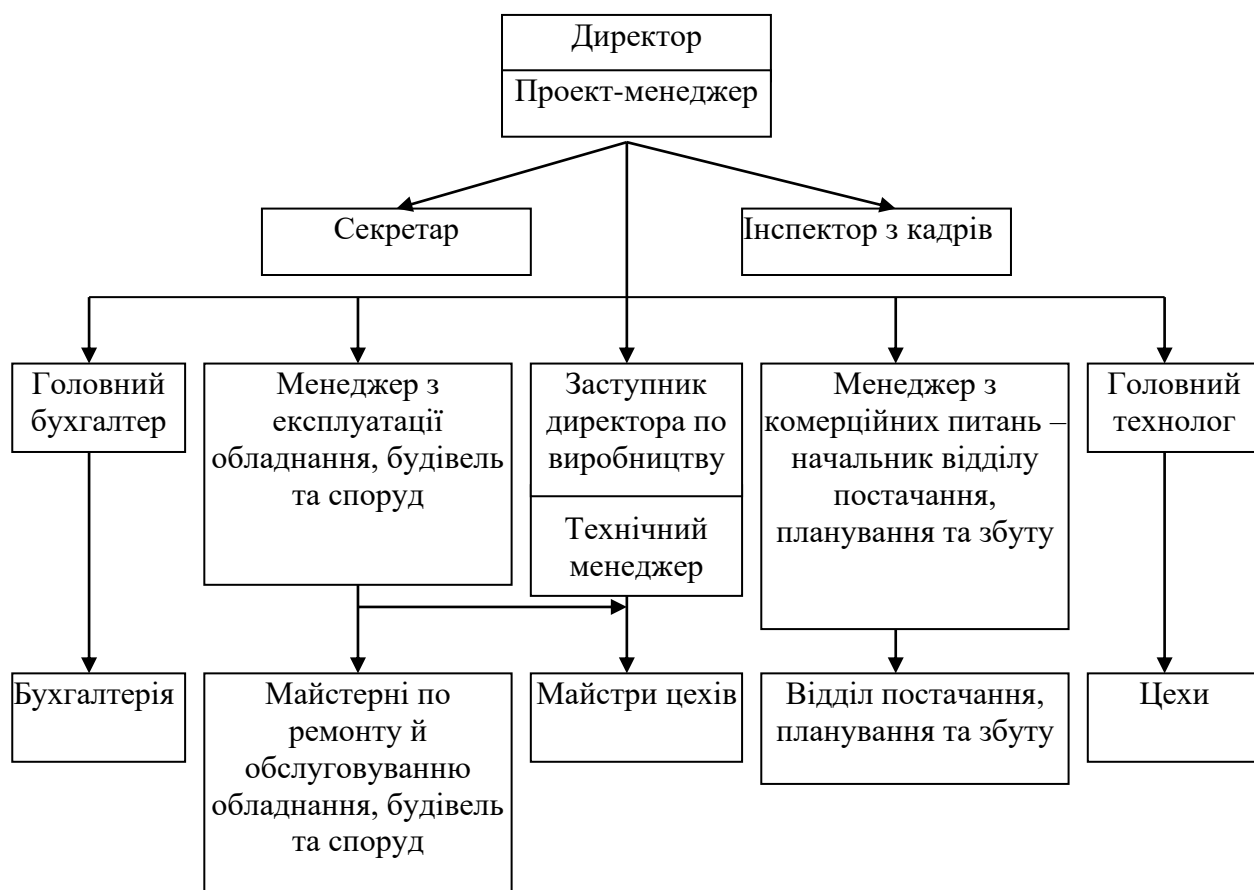 Директор
Проект-менеджер
Секретар
Інспектор з кадрів
Головний
бухгалтер
Менеджер з
експлуатації
обладнання, будівель
та споруд
Заступник
директора по
виробництву
Технічний
менеджер
Менеджер з
комерційних питань –
начальник відділу
постачання,
планування та збуту
Головний
технолог
Бухгалтерія
Майстерні по
ремонту й
обслуговуванню
обладнання, будівель
та споруд
Майстри цехів
Відділ постачання,
планування та збуту
Цехи